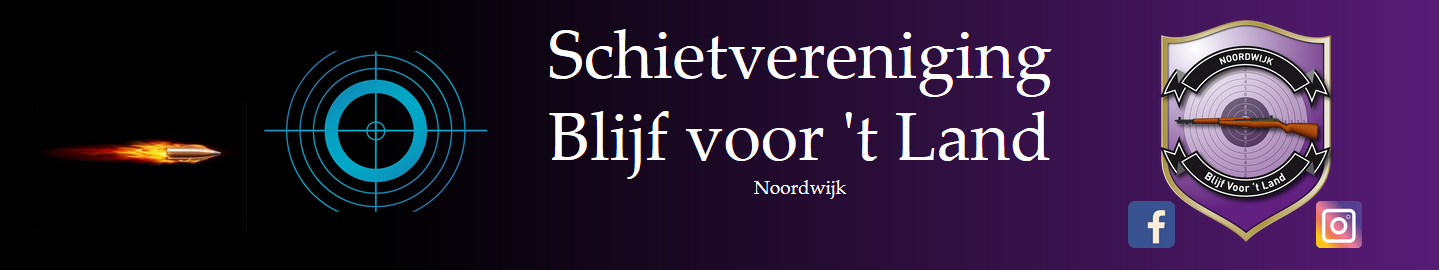 Schietvereniging
Blijf voor 't Land
Noordwijk
NOORDWIJK
Blijf Voor 't Land